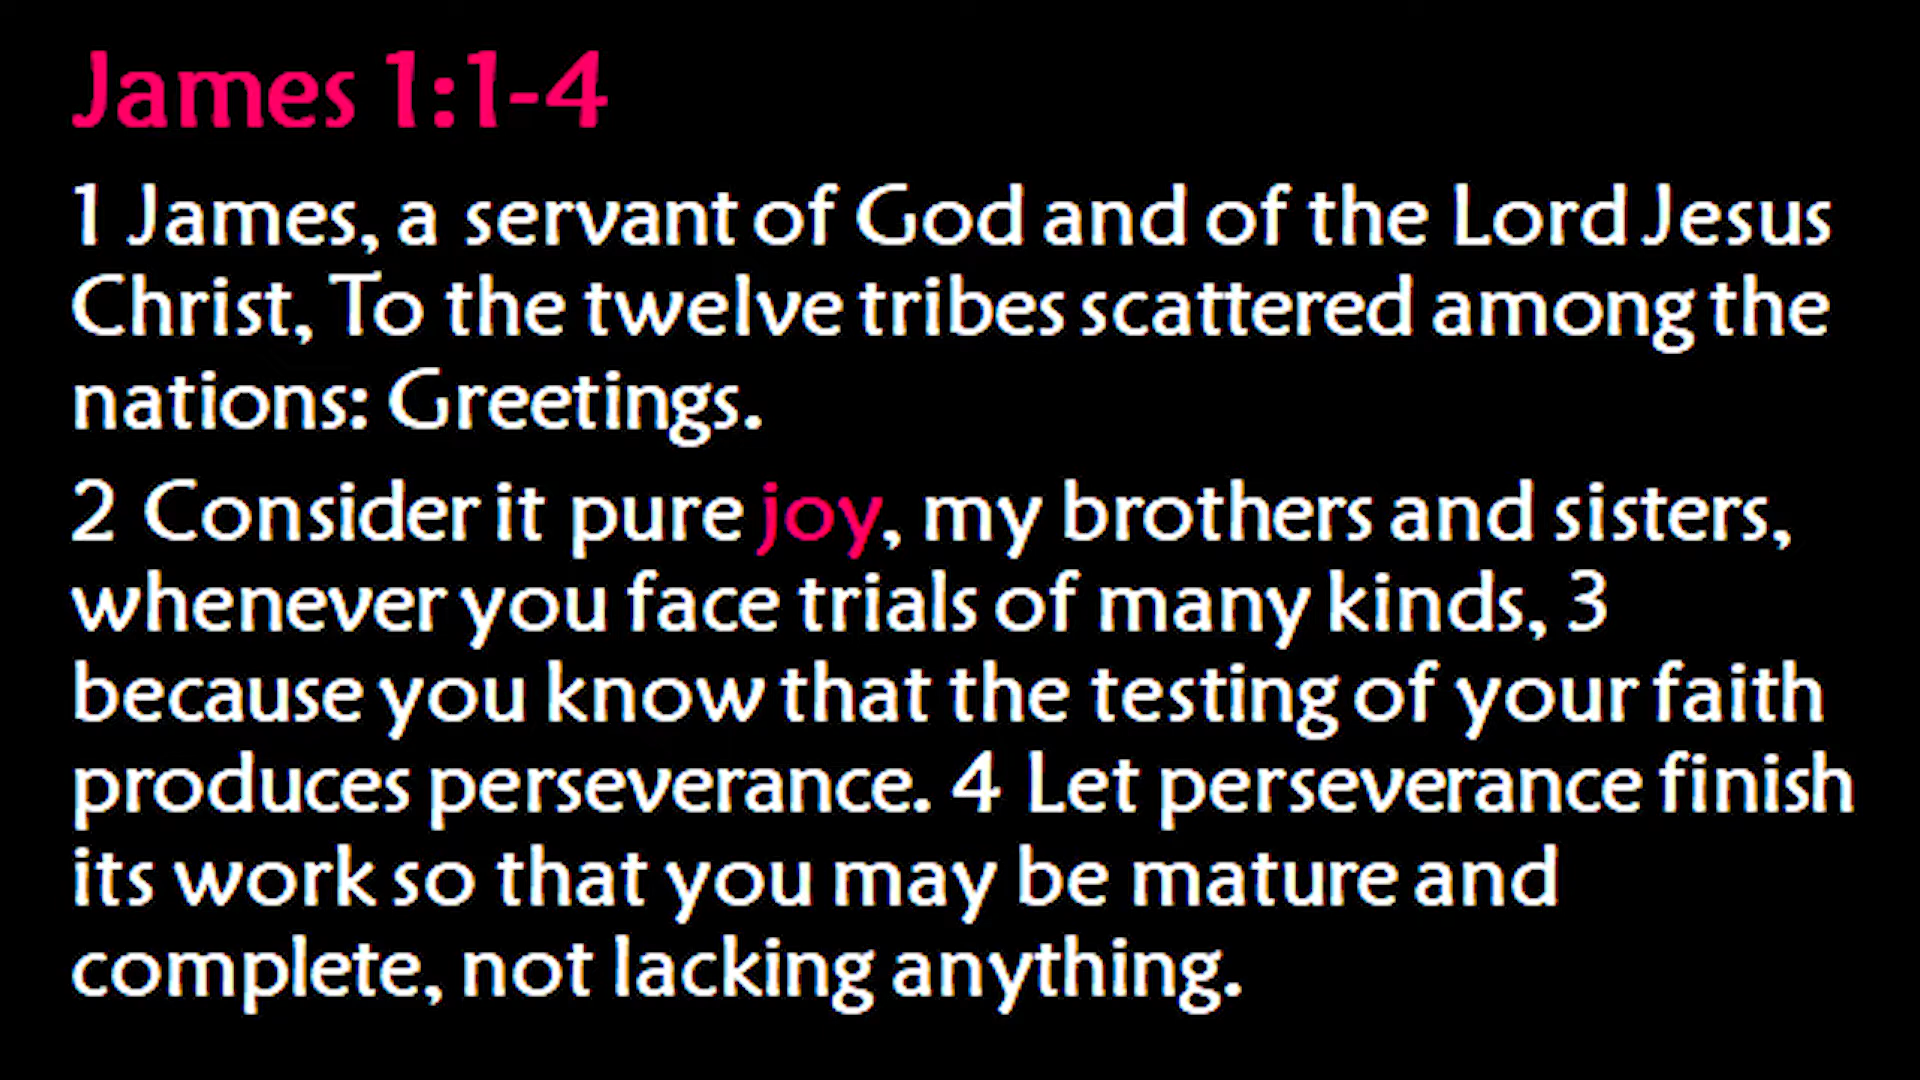 James 1:1-4
1 James, a servant of God and of the Lord Jesus
Christ, To the twelve tribes scattered among the
nations: Greetings.
2 Consider it pure joy, my brothers and sisters,
whenever you face trials of many kinds, 3
because you know that the testing of your faith
produces perseverance. 4 Let perseverance finish
its work so that you may be mature and
complete, not lacking anything.